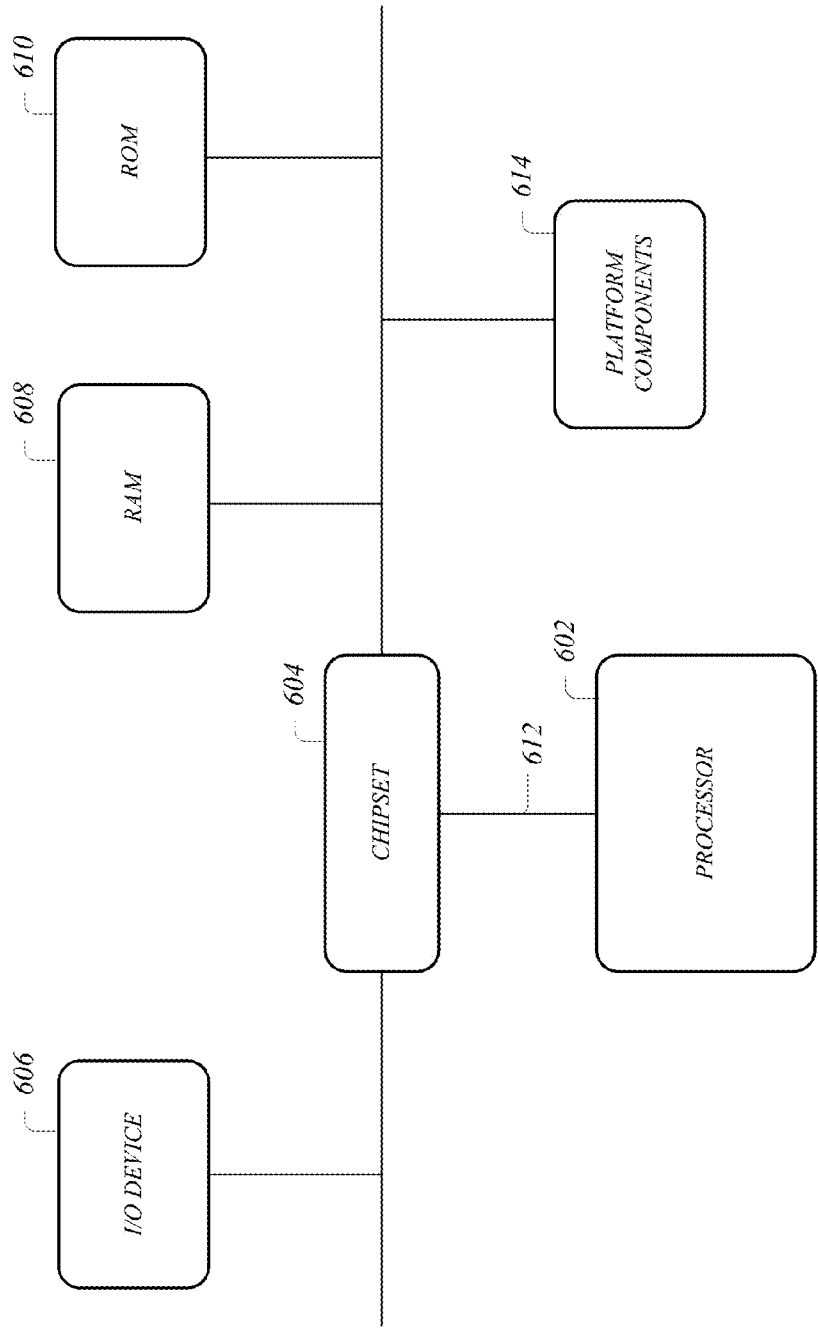 606
I/O DEVICE
608
RAM
610
ROM
604
CHIPSET
612
602
PROCESSOR
614
PLATFORM
COMPONENTS